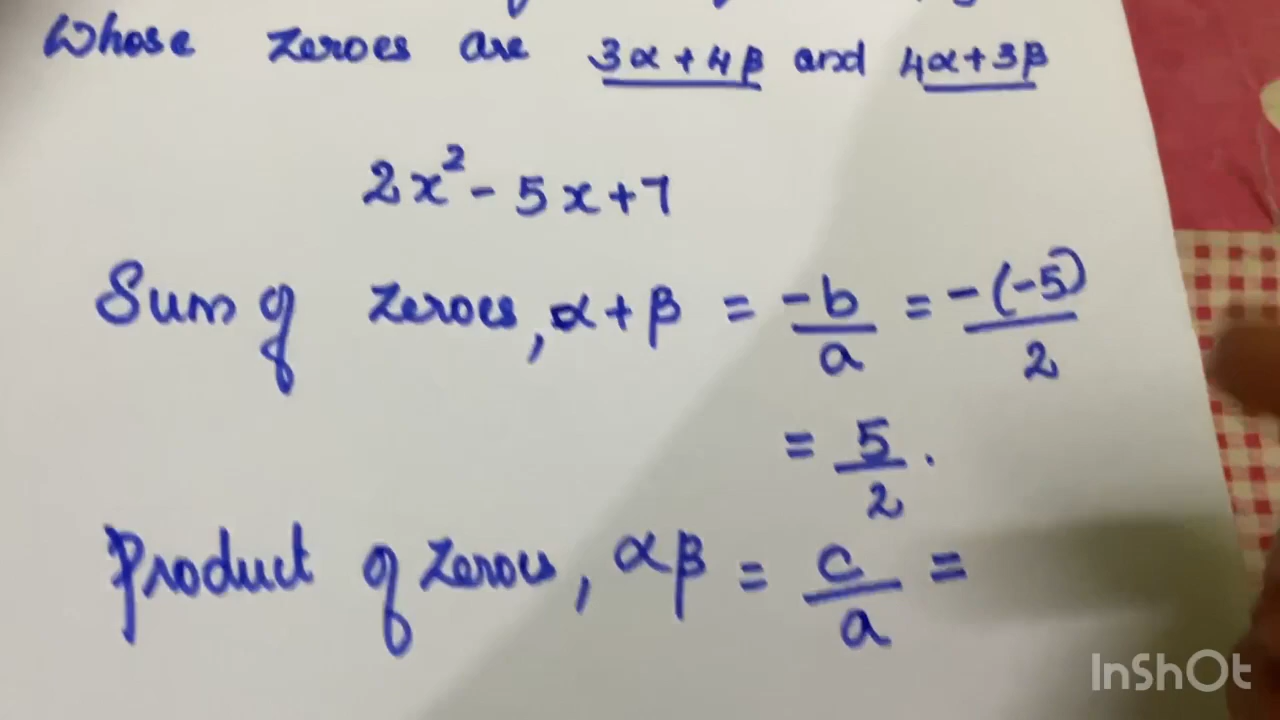 Whose zeroes are 3α + 4β and 4α + 3β
2x² - 5x + 7
Sum of zeroes, α + β = -b/a = -(-5)/2
= 5/2.
Product of zeroes, αβ = c/a =
InShOt